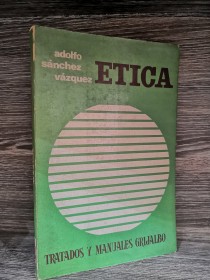 adolfo
sánchez
vázquez
ETICA
TRATADOS Y MANUALES GRIJALBO